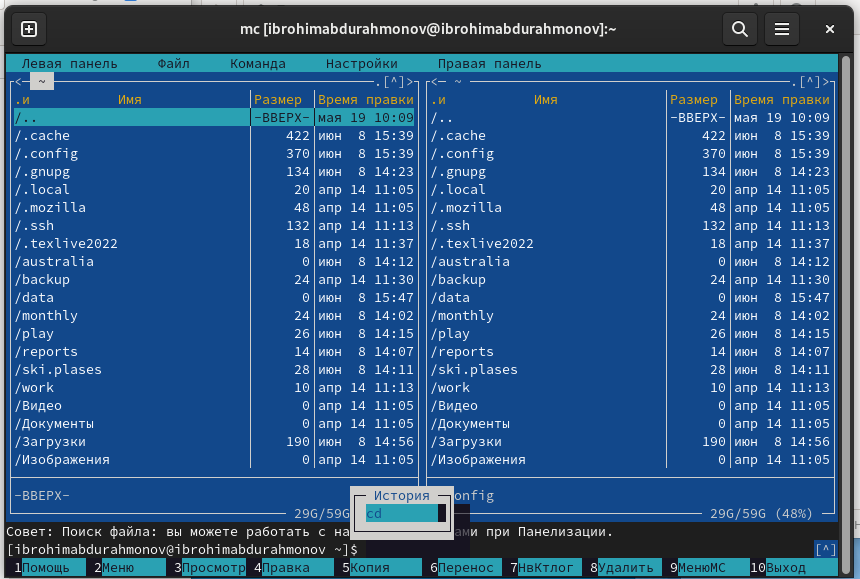 mc [ibrohimabdurahmonov@ibrohimabdurahmonov]:~
Левая панель Файл Команда Настройки Правая панель
<─ ~ .[^]> <─ ~ .[^]>
.и Имя Размер Время правки .и Имя Размер Время правки
/.. -ВВЕРХ- мая 19 10:09 /.. -ВВЕРХ- мая 19 10:09
/.cache 422 июн 8 15:39 /.cache 422 июн 8 15:39
/.config 370 июн 8 15:39 /.config 370 июн 8 15:39
/.gnupg 134 июн 8 14:23 /.gnupg 134 июн 8 14:23
/.local 20 апр 14 11:05 /.local 20 апр 14 11:05
/.mozilla 48 апр 14 11:05 /.mozilla 48 апр 14 11:05
/.ssh 132 апр 14 11:13 /.ssh 132 апр 14 11:13
/.texlive2022 18 апр 14 11:37 /.texlive2022 18 апр 14 11:37
/australia 0 июн 8 14:12 /australia 0 июн 8 14:12
/backup 24 апр 14 11:30 /backup 24 апр 14 11:30
/data 0 июн 8 15:47 /data 0 июн 8 15:47
/monthly 24 июн 8 14:02 /monthly 24 июн 8 14:02
/play 26 июн 8 14:15 /play 26 июн 8 14:15
/reports 14 июн 8 14:07 /reports 14 июн 8 14:07
/ski.plases 28 июн 8 14:11 /ski.plases 28 июн 8 14:11
/work 10 апр 14 11:13 /work 10 апр 14 11:13
/Видео 0 апр 14 11:05 /Видео 0 апр 14 11:05
/Документы 0 апр 14 11:05 /Документы 0 апр 14 11:05
/Загрузки 190 июн 8 14:56 /Загрузки 190 июн 8 14:56
/Изображения 0 апр 14 11:05 /Изображения 0 апр 14 11:05
-ВВЕРХ- История onfig
cd
29G/59G 29G/59G (48%)
Совет: Поиск файла: вы можете работать с на ами при Панелизации.
[ibrohimabdurahmonov@ibrohimabdurahmonov ~]$ [^]
1Помощь 2Меню 3Просмотр 4Правка 5Копия 6Перенос 7НвКтлог 8Удалить 9МенюМС 10Выход